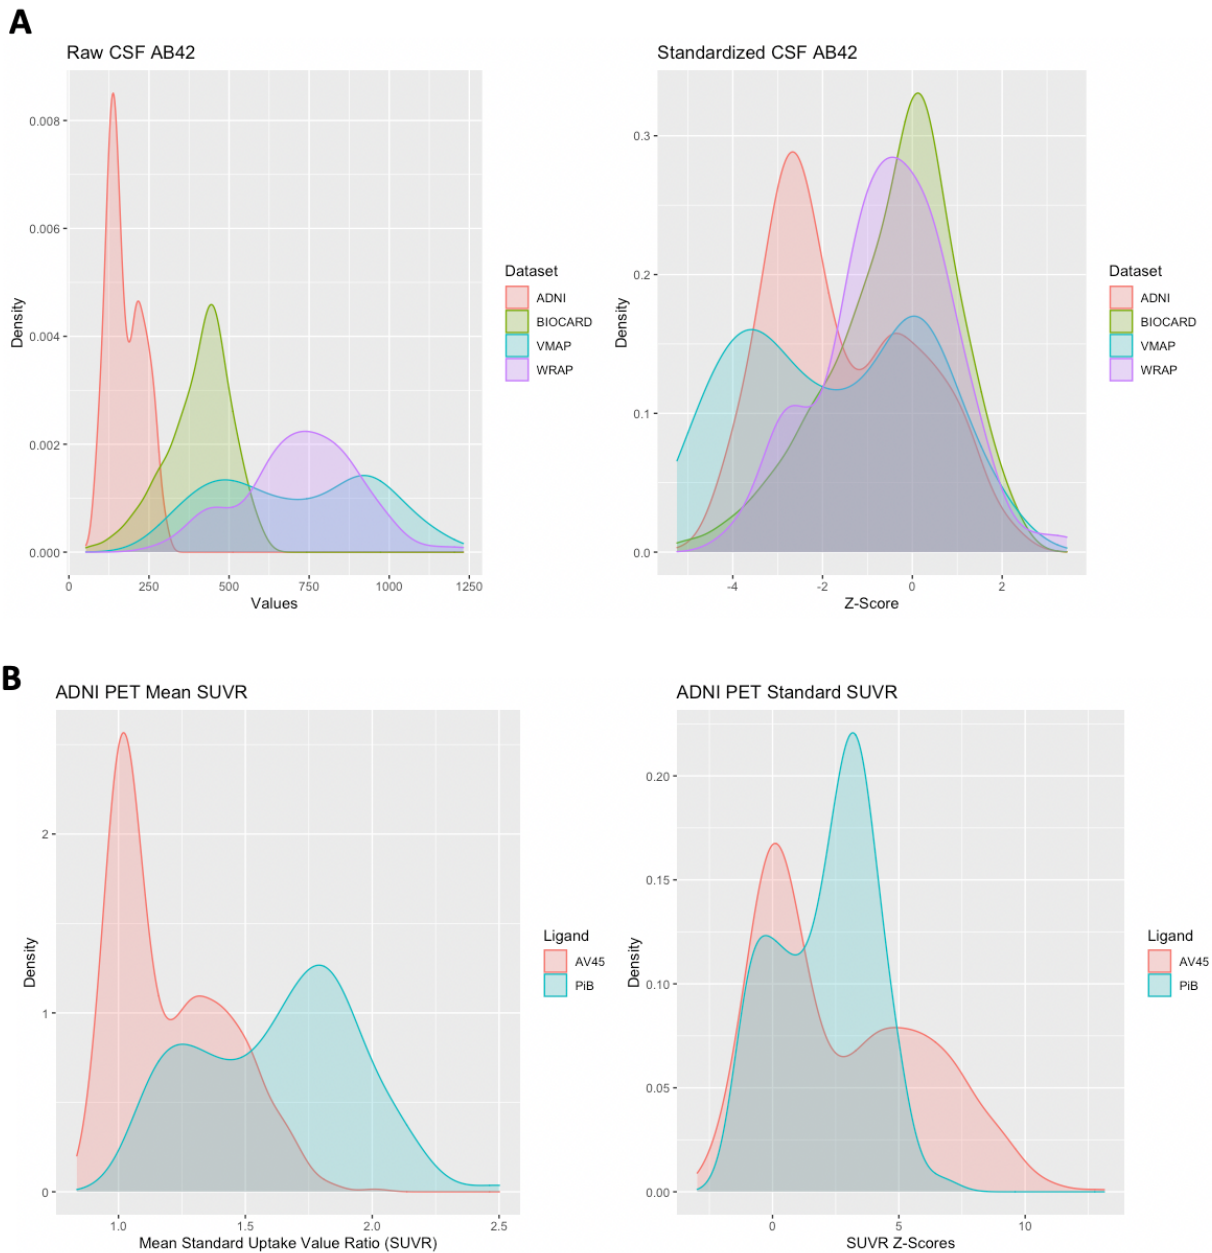 A
Raw CSF AB42
Density
0.008
0.006
0.004
0.002
0.000
0 250 500 750 1000 1250
Values
Dataset
ADNI
BIOCARD
VMAP
WRAP
Standardized CSF AB42
Density
0.3
0.2
0.1
0.0
-4 -2 0 2
Z-Score
Dataset
ADNI
BIOCARD
VMAP
WRAP
B
ADNI PET Mean SUVR
Density
2
1
0
1.0 1.5 2.0 2.5
Mean Standard Uptake Value Ratio (SUVR)
Ligand
AV45
PiB
ADNI PET Standard SUVR
Density
0.20
0.15
0.10
0.05
0.00
0 5 10
SUVR Z-Scores
Ligand
AV45
PiB